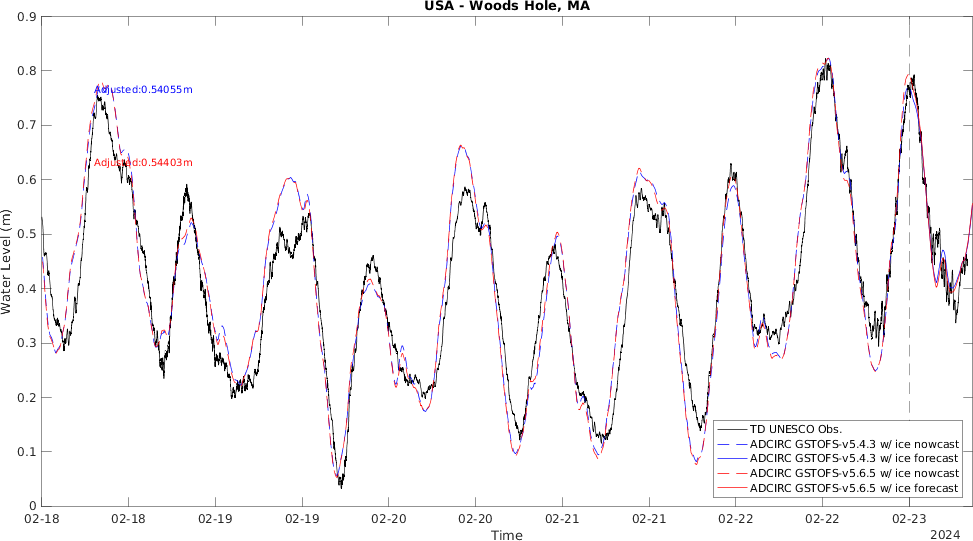 USA - Woods Hole, MA
0.9
0.8
0.7
0.6
0.5
0.4
0.3
0.2
0.1
0
Water Level (m)
Adjusted:0.54055m
Adjusted:0.54403m
TD UNESCO Obs.
ADCIRC GSTOFS-v5.4.3 w/ ice nowcast
ADCIRC GSTOFS-v5.4.3 w/ ice forecast
ADCIRC GSTOFS-v5.6.5 w/ ice nowcast
ADCIRC GSTOFS-v5.6.5 w/ ice forecast
02-18 02-18 02-19 02-19 02-20 02-20 02-21 02-21 02-22 02-22 02-23
Time
2024